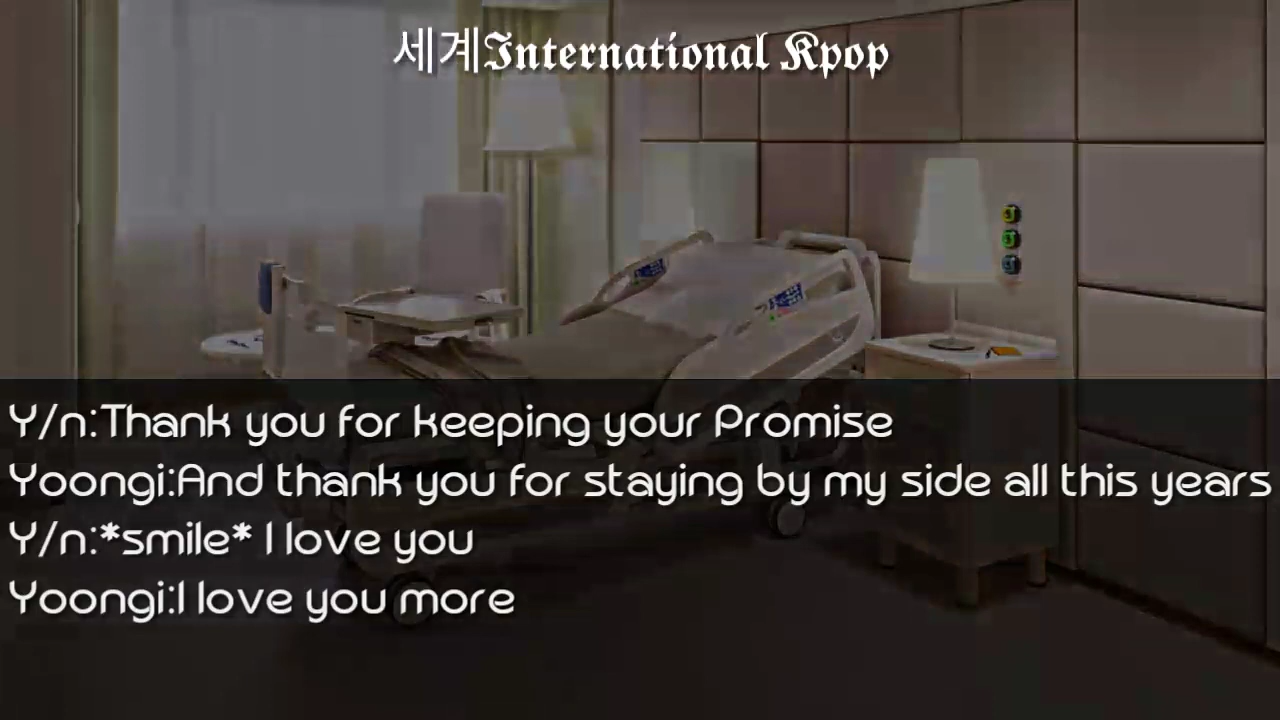 세계International Kpop
Y/n:Thank you for keeping your Promise
Yoongi:And thank you for staying by my side all this years
Y/n:*smile* I love you
Yoongi:I love you more